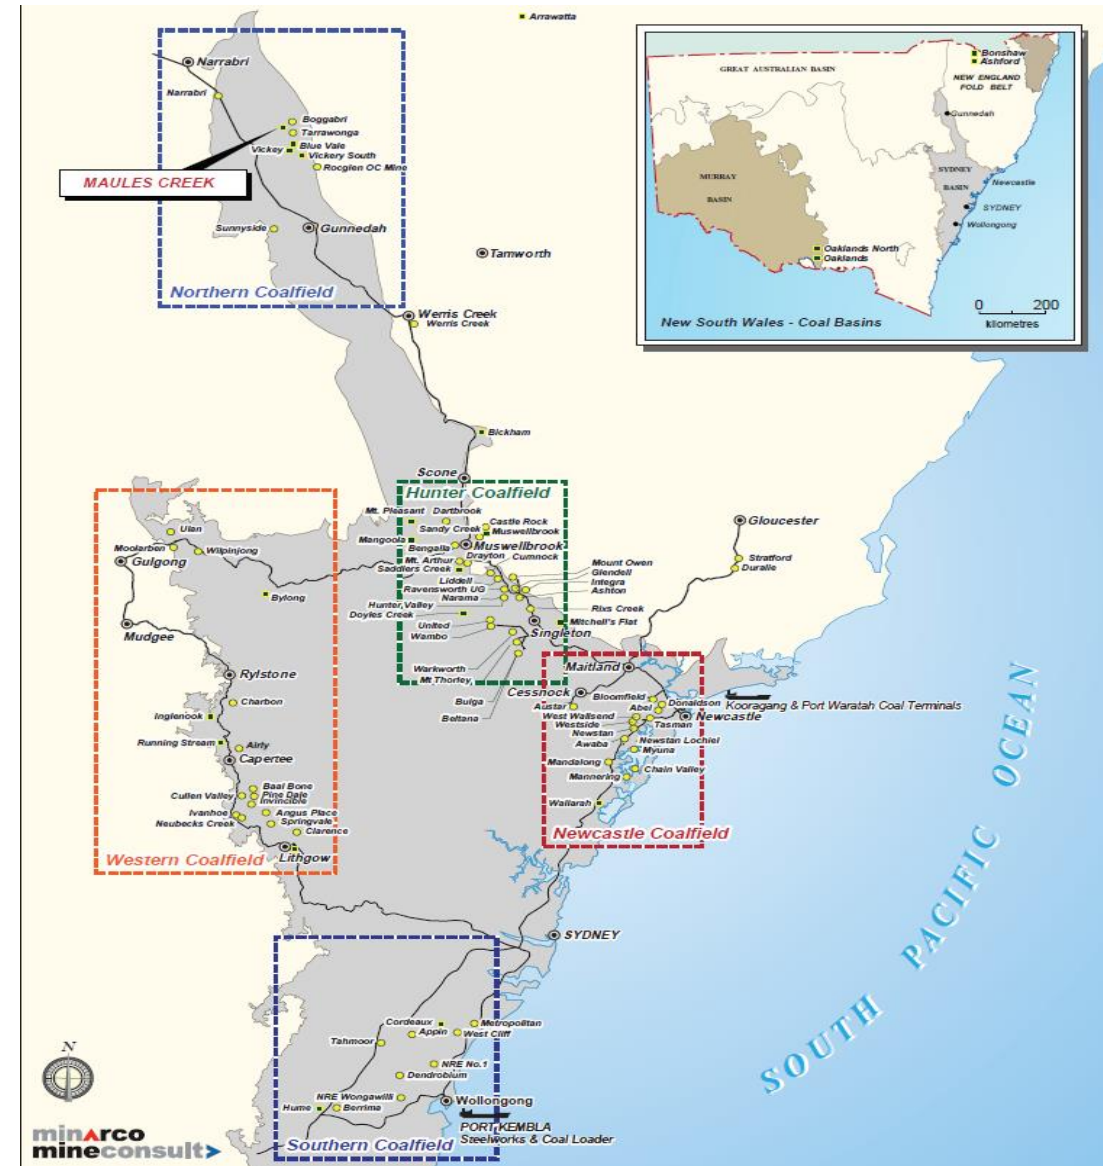 Arrawatta
Narrabri
Narrabri
Boggabri
Tarrawonga
Blue Vale
Vickey
Vickery South
Rocglen OC Mine
MAULES CREEK
Sunnyside
Gunnedah
Tamworth
Northern Coalfield
Werris Creek
Werris Creek
Bonshaw
Ashford
GREAT AUSTRALIAN BASIN
NEW ENGLAND
FOLD BELT
Gunnedah
MURRAY
BASIN
SYDNEY
BASIN
Newcastle
SYDNEY
Wollongong
Oaklands North
Oaklands
0 200
kilometres
New South Wales - Coal Basins
Bickham
Scone
Hunter Coalfield
Mt. Pleasant
Dartbrook
Castle Rock
Sandy Creek
Muswellbrook
Mangoola
Bengalla
Muswellbrook
Mt. Arthur
Drayton
Cumnock
Saddlers Creek
Mount Owen
Liddell
Glendell
Ravensworth UG
Integra
Narama
Ashton
Hunter Valley
Rixs Creek
Doyles Creek
Mitchell's Flat
United
Singleton
Wambo
Warkworth
Mt Thorley
Bulga
Beltana
Gloucester
Stratford
Duralie
Ulan
Moolarben
Wilpinjong
Gulgong
Bylong
Mudgee
Rylstone
Charbon
Inglenook
Running Stream
Airly
Capertee
Baal Bone
Cullen Valley
Pine Dale
Invincible
Ivanhoe
Angus Place
Neubecks Creek
Springvale
Clarence
Lithgow
Western Coalfield
Maitland
Cessnock
Bloomfield
Donaldson
Austar
Abel
Kooragang & Port Waratah Coal Terminals
West Wallsend
Newcastle
Westside
Tasman
Newstan
Newstan Lochiel
Awaba
Myuna
Mandalong
Chain Valley
Mannering
Wallarah
Newcastle Coalfield
SYDNEY
SOUTH PACIFIC OCEAN
Cordeaux
Metropolitan
Appin
West Cliff
Tahmoor
NRE No.1
Dendrobium
NRE Wongawilli
Wollongong
Hume
Berrima
PORT KEMBLA
Steelworks & Coal Loader
Southern Coalfield
N
minarco
mineconsult